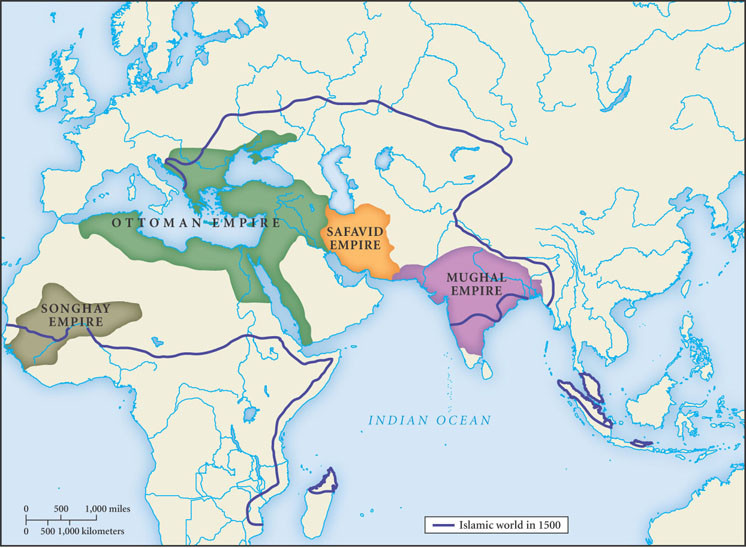 OTTOMAN EMPIRE
SAFAVID
EMPIRE
MUGHAL
EMPIRE
SONGHAY
EMPIRE
INDIAN OCEAN
0 500 1,000 miles
0 500 1,000 kilometers
Islamic world in 1500